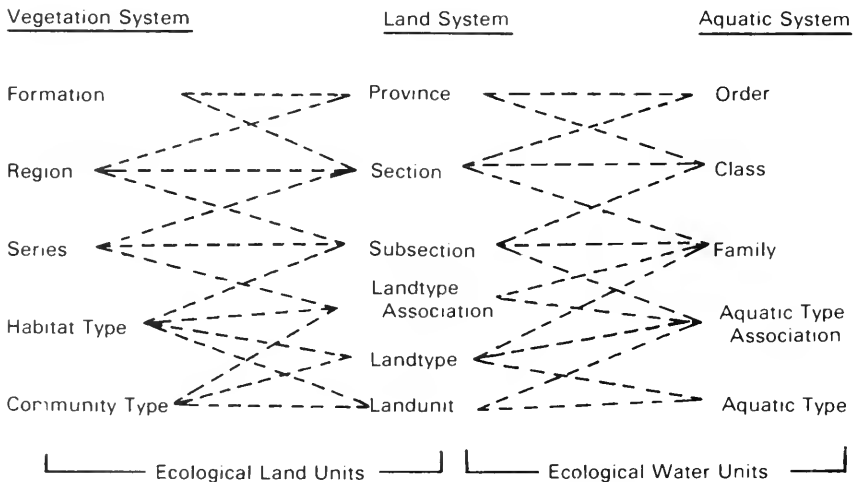 Vegetation System Land System Aquatic System
Formation Province Order
Region Section Class
Series Subsection Family
Landtype
Association
Habitat Type Aquatic Type
Association
Landtype
Community Type Landunit Aquatic Type
Ecological Land Units Ecological Water Units